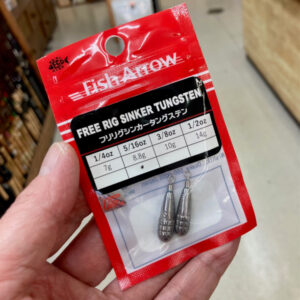 Fish Arrow
FREE RIG SINKER TUNGSTEN
フリリグシンカータングステン
1/4oz 5/16oz 3/8oz 1/2oz
7g 8.8g 10g 14g